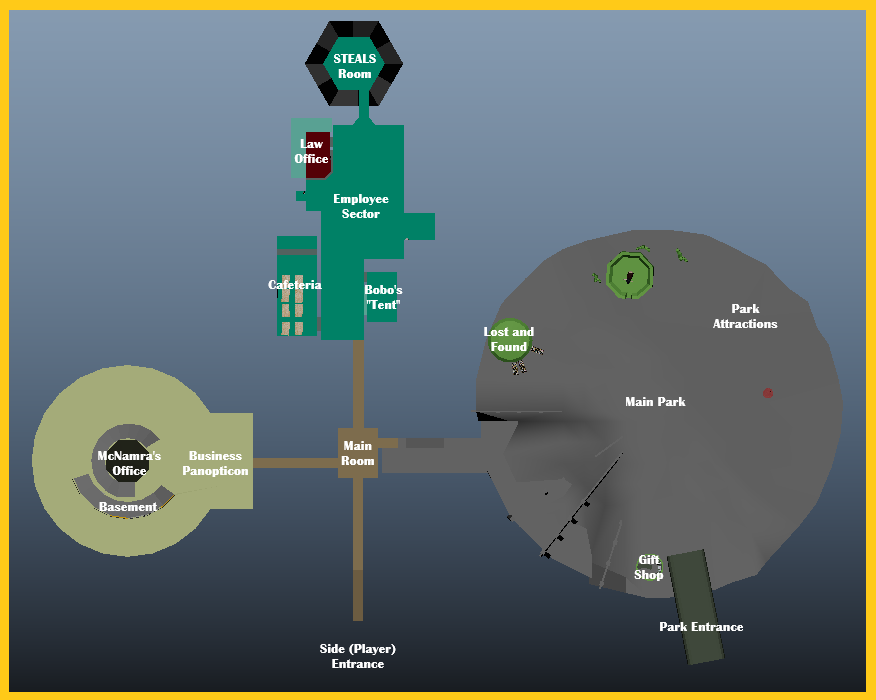 STEALS
Room
Law
Office
Employee
Sector
Cafeteria
Bobo's
"Tent"
Park
Attractions
Lost and
Found
Main Park
McNamra's
Office
Business
Panopticon
Main
Room
Basement
Gift
Shop
Park Entrance
Side (Player)
Entrance